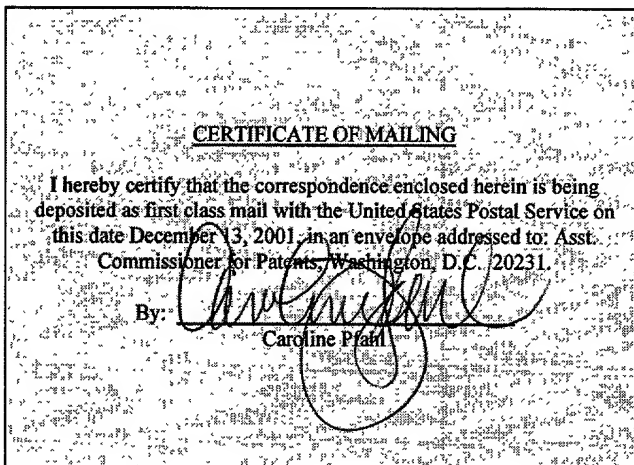 CERTIFICATE OF MAILING
I hereby certify that the correspondence enclosed herein is being
deposited as first class mail with the United States Postal Service on
this date December 13, 2001, in an envelope addressed to: Asst.
Commissioner for Patents, Washington, D.C. 20231.
By:
Caroline Pfahl